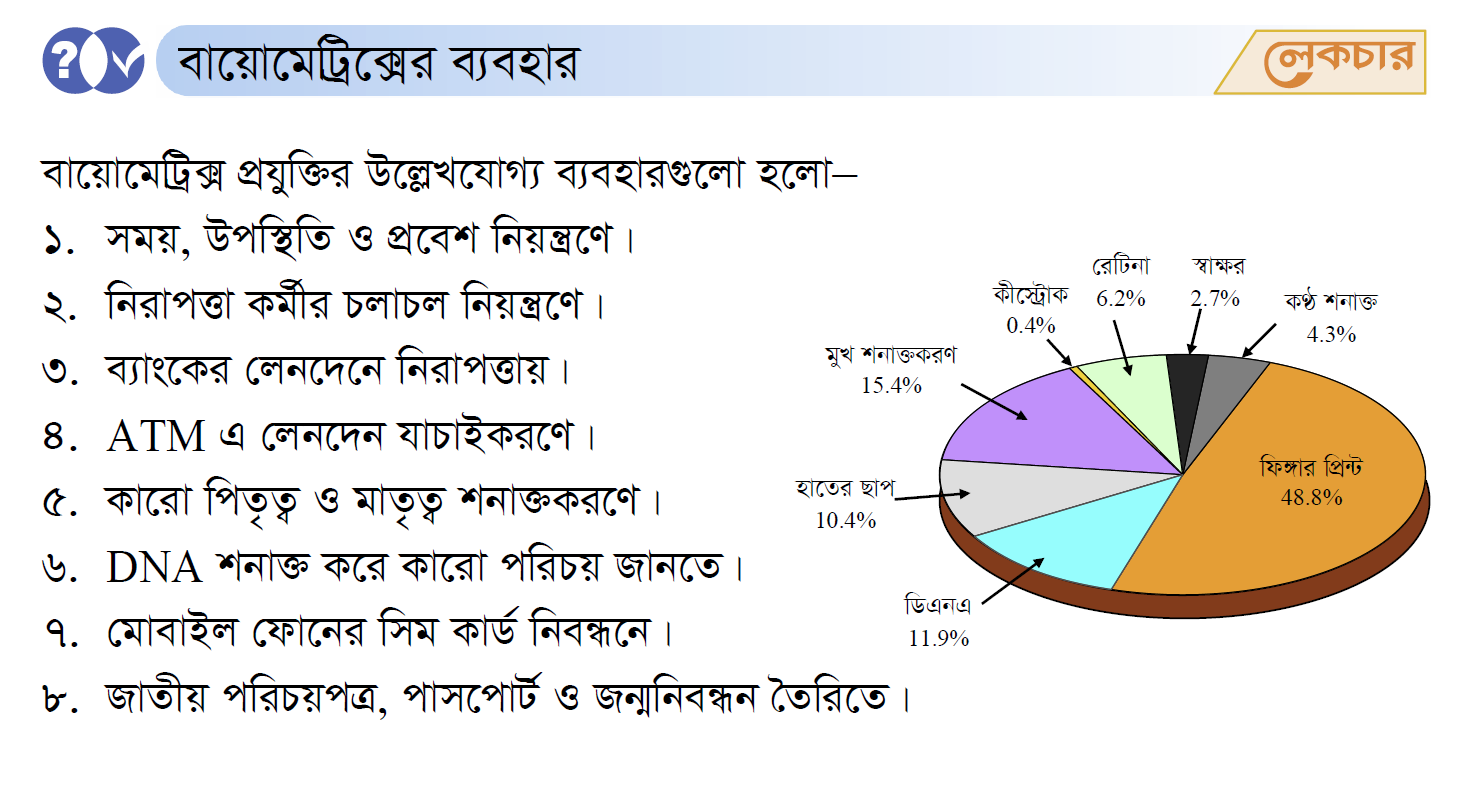 বায়োমেট্রিক্সের ব্যবহার
লেকচার
বায়োমেট্রিক্স প্রযুক্তির উল্লেখযোগ্য ব্যবহারগুলো হলো–
১. সময়, উপস্থিতি ও প্রবেশ নিয়ন্ত্রণে।
২. নিরাপত্তা কর্মীর চলাচল নিয়ন্ত্রণে।
৩. ব্যাংকের লেনদেনে নিরাপত্তায়।
৪. ATM এ লেনদেন যাচাইকরণে।
৫. কারো পিতৃত্ব ও মাতৃত্ব শনাক্তকরণে।
৬. DNA শনাক্ত করে কারো পরিচয় জানতে।
৭. মোবাইল ফোনের সিম কার্ড নিবন্ধনে।
৮. জাতীয় পরিচয়পত্র, পাসপোর্ট ও জন্মনিবন্ধন তৈরিতে।
রেটিনা
6.2%
স্বাক্ষর
2.7%
কণ্ঠ শনাক্ত
4.3%
কীস্ট্রোক
0.4%
মুখ শনাক্তকরণ
15.4%
ফিঙ্গার প্রিন্ট
48.8%
হাতের ছাপ
10.4%
ডিএনএ
11.9%